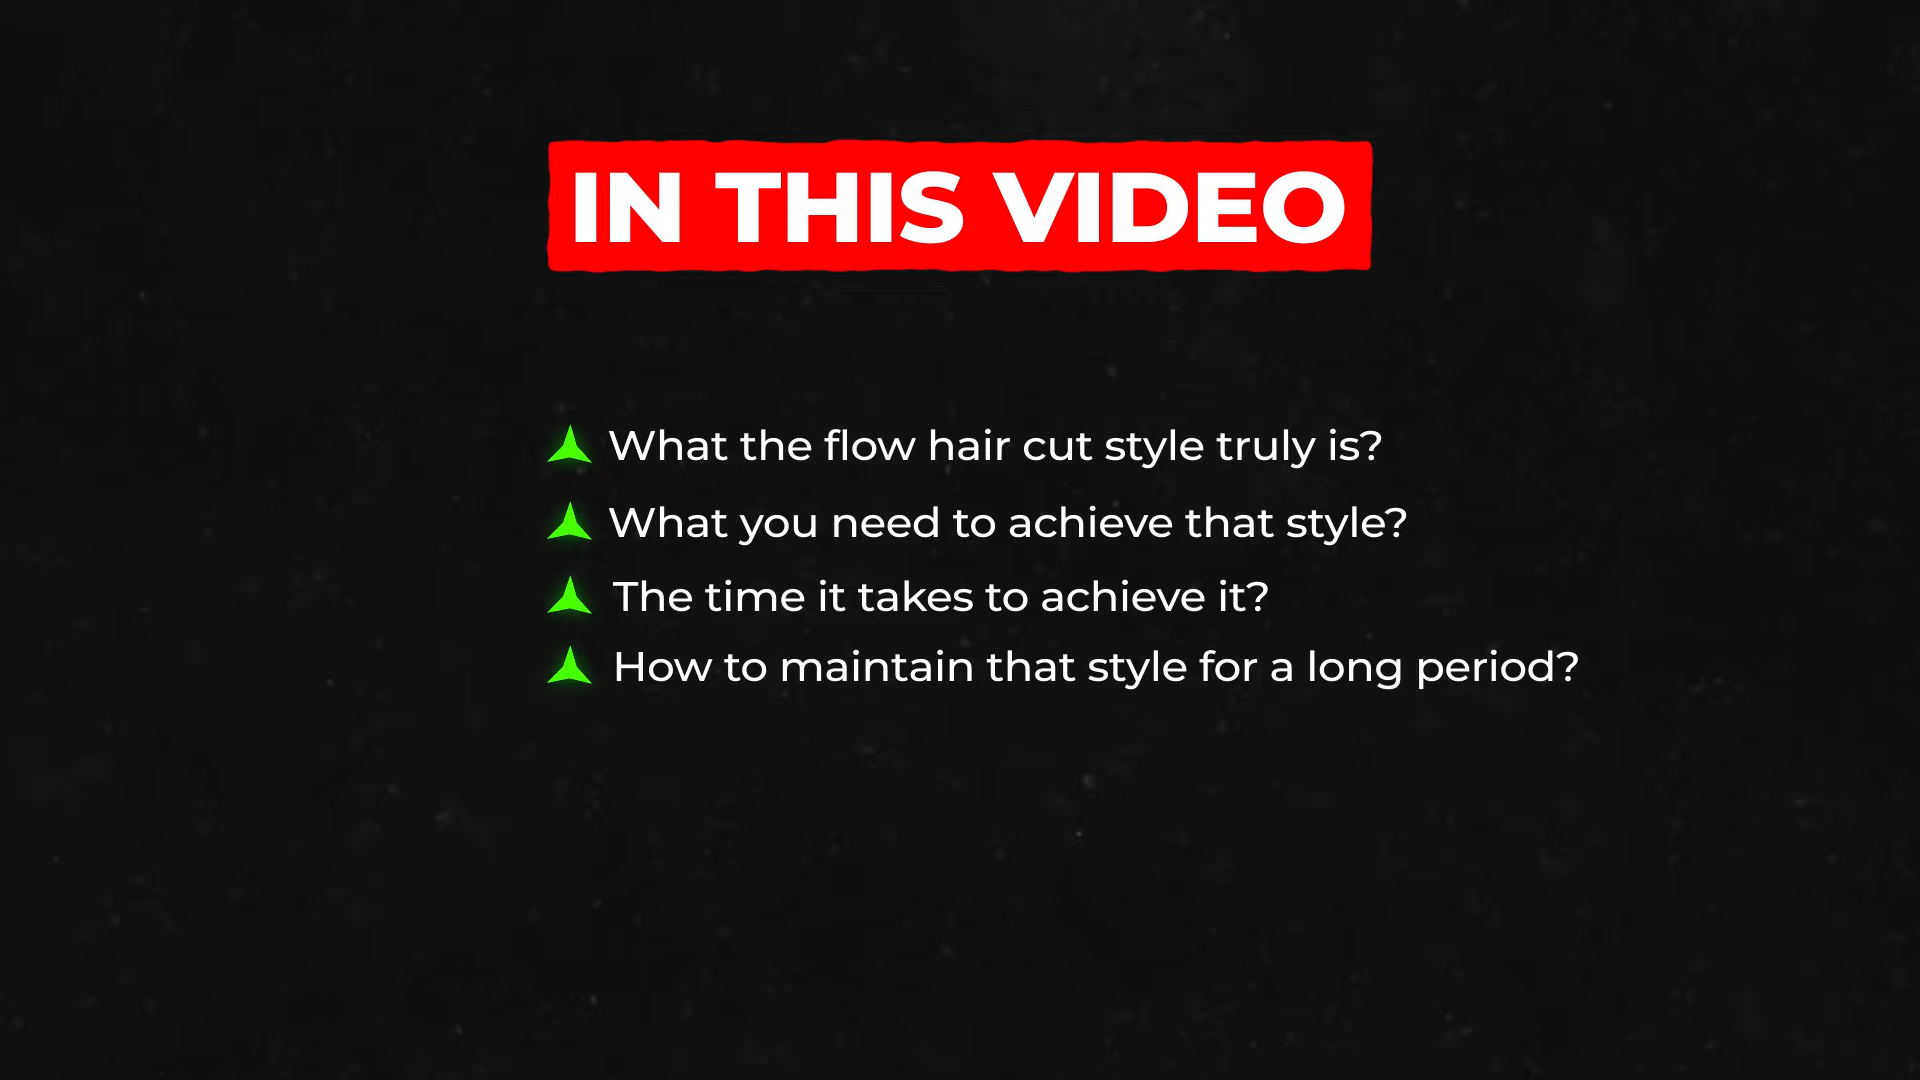 IN THIS VIDEO
What the flow hair cut style truly is?
What you need to achieve that style?
The time it takes to achieve it?
How to maintain that style for a long period?